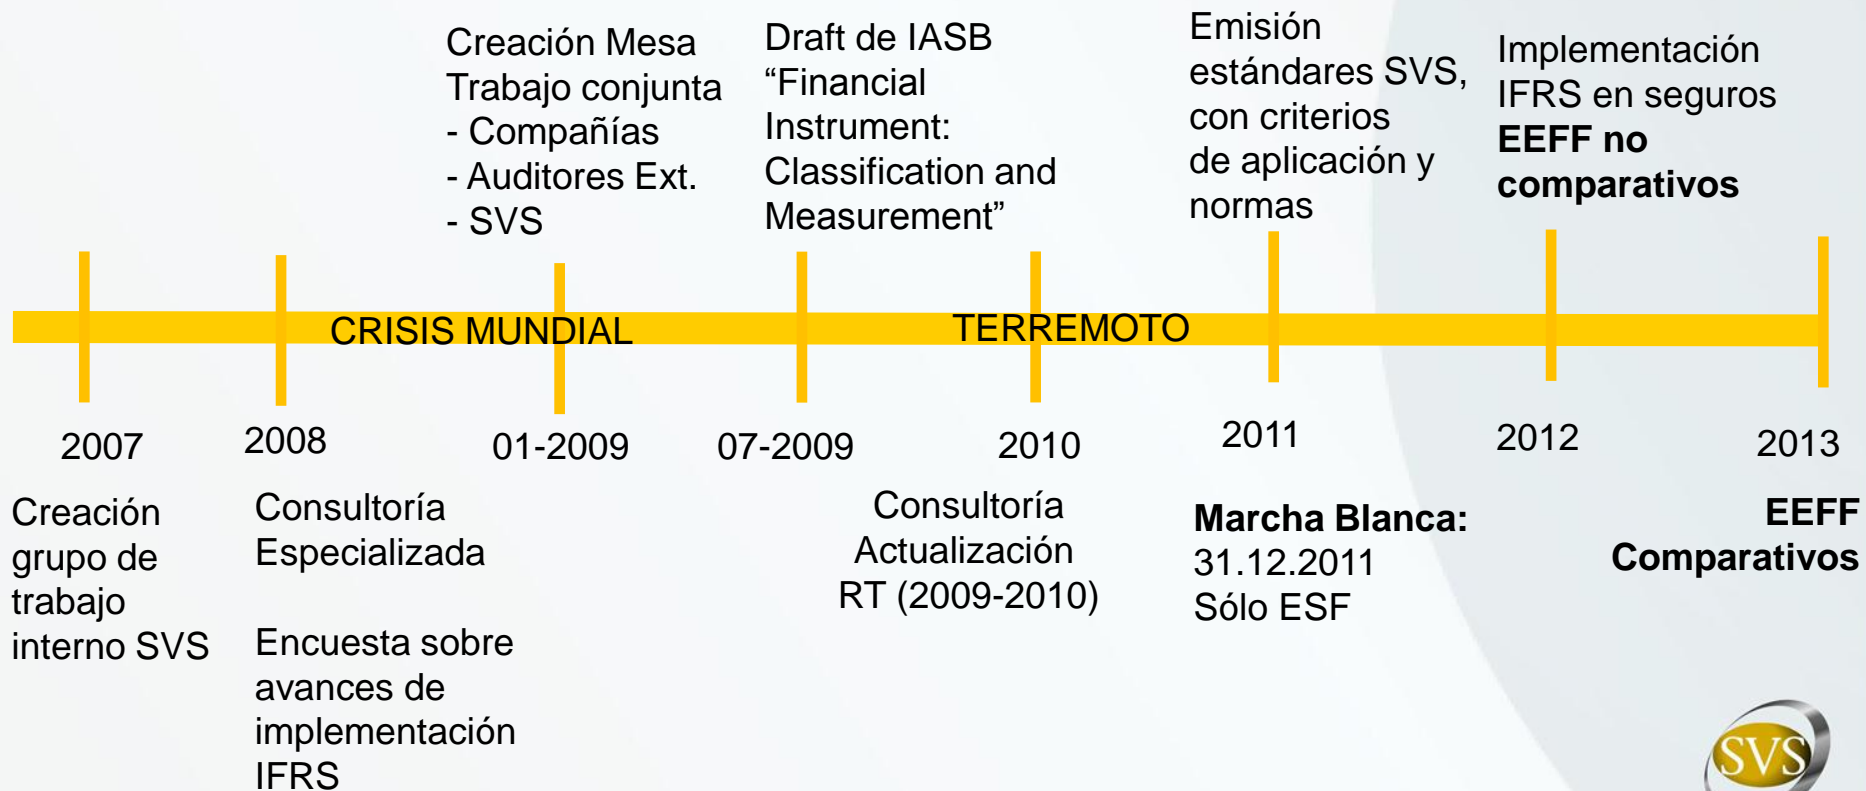 Creación Mesa
Trabajo conjunta
- Compañías
- Auditores Ext.
- SVS
Draft de IASB
“Financial
Instrument:
Classification and
Measurement”
Emisión
estándares SVS,
con criterios
de aplicación y
normas
Implementación
IFRS en seguros
EEFF no
comparativos
CRISIS MUNDIAL
TERREMOTO
2007
2008
01-2009
07-2009
2010
2011
2012
2013
Creación
grupo de
trabajo
interno SVS
Consultoría
Especializada
Encuesta sobre
avances de
implementación
IFRS
Consultoría
Actualización
RT (2009-2010)
Marcha Blanca:
31.12.2011
Sólo ESF
EEFF
Comparativos
SVS